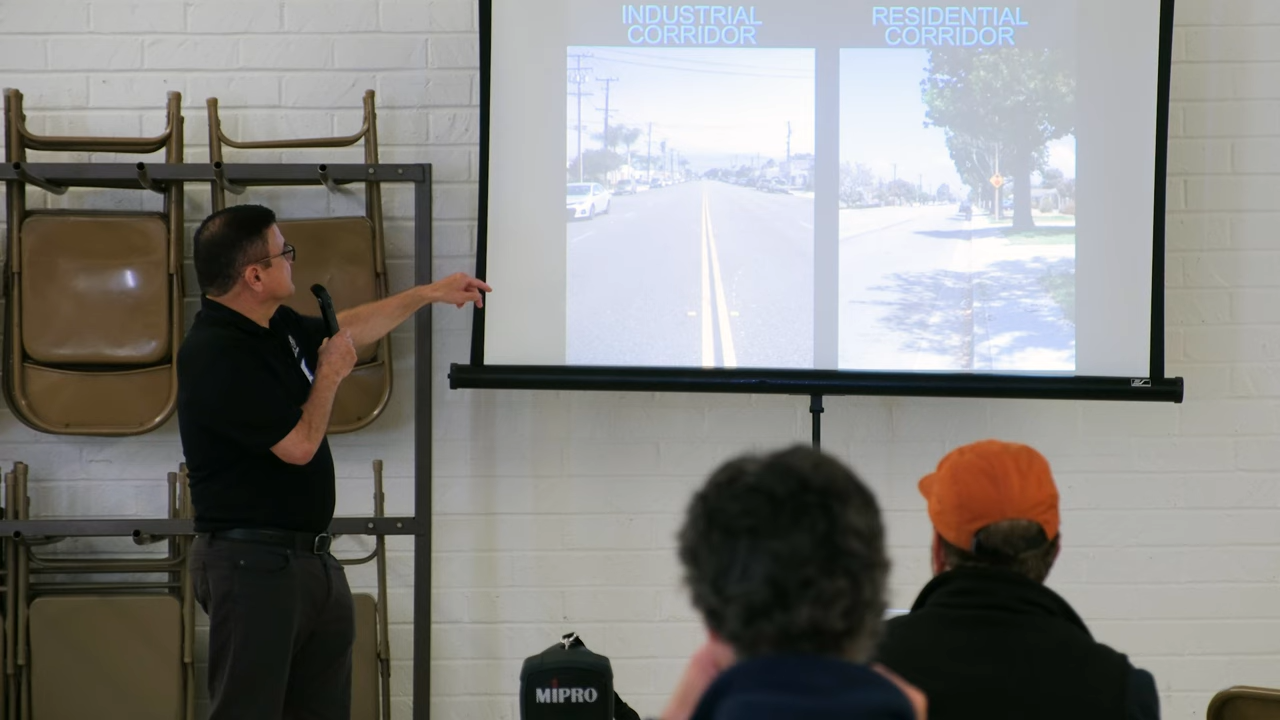 INDUSTRIAL
CORRIDOR
RESIDENTIAL
CORRIDOR
MIPRO